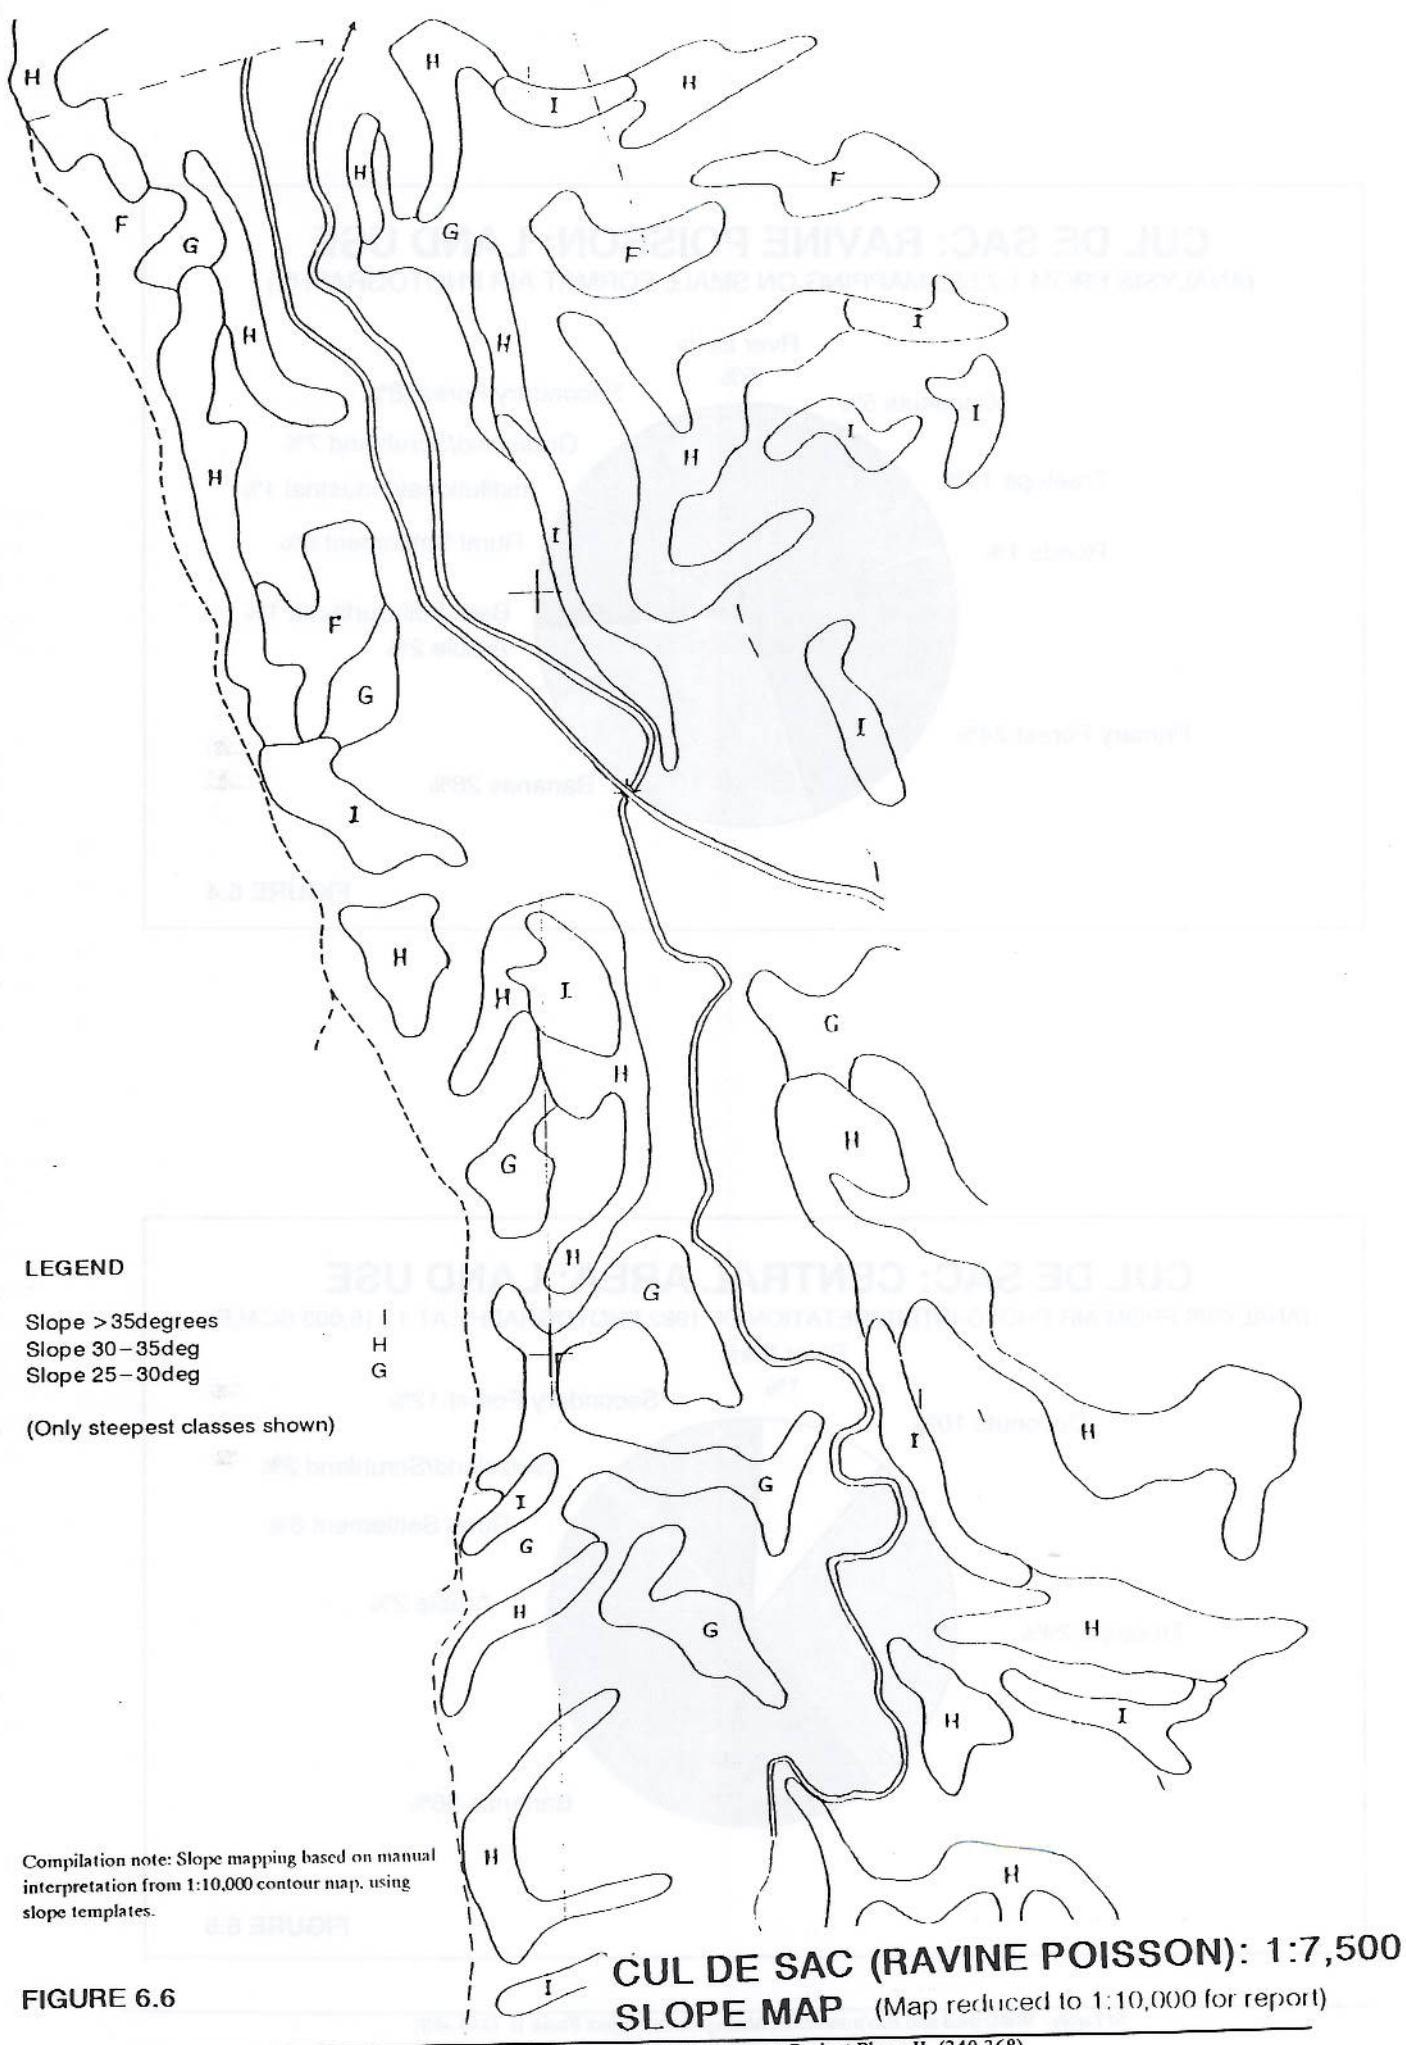 H
H
H
I
H
H
F
F
G
G
F
I
H
H
I
I
H
H
I
F
G
I
I
H
H
I
G
H
H
G
H
G
LEGEND
Slope >35degrees I
Slope 30-35deg H
Slope 25-30deg G
(Only steepest classes shown)
H
I
G
I
G
H
G
H
H
I
H
H
I
Compilation note: Slope mapping based on manual
interpretation from 1:10,000 contour map, using
slope templates.
FIGURE 6.6
CUL DE SAC (RAVINE POISSON): 1:7,500
SLOPE MAP (Map reduced to 1:10,000 for report)